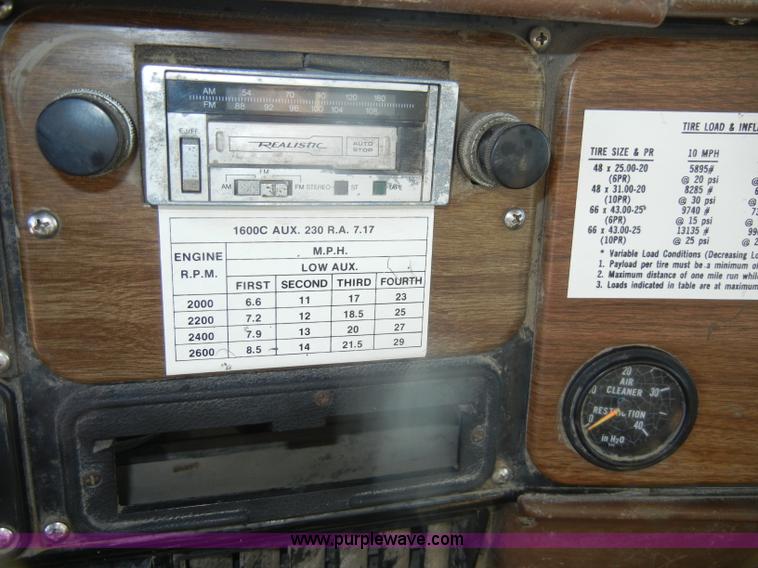 AM 54 70 80 120 160
FM 88 92 98 100 104 108
EJ/FF
REALISTIC
AUTO STOP
FM
AM FM STEREO ST
1600C AUX. 230 R.A. 7.17
ENGINE R.P.M. M.P.H.
LOW AUX.
FIRST SECOND THIRD FOURTH
2000 6.6 11 17 23
2200 7.2 12 18.5 25
2400 7.9 13 20 27
2600 8.5 14 21.5 29
TIRE LOAD & INFL
TIRE SIZE & PR 10 MPH
48 x 25.00-20 5895#
(6PR) @ 20 psi
48 x 31.00-20 8285 #
(10PR) @ 30 psi
66 x 43.00-25* 9740 #
(6PR) @ 15 psi
66 x 43.00-25 13135 #
(10PR) @ 25 psi
* Variable Load Conditions (Decreasing Lo
1. Payload per tire must be a minimum of
2. Maximum distance of one mile run whil
3. Loads indicated in table are at maximum
20
30
AIR
CLEANER
RESTRICTION
0 40
in H₂O
www.purplewave.com